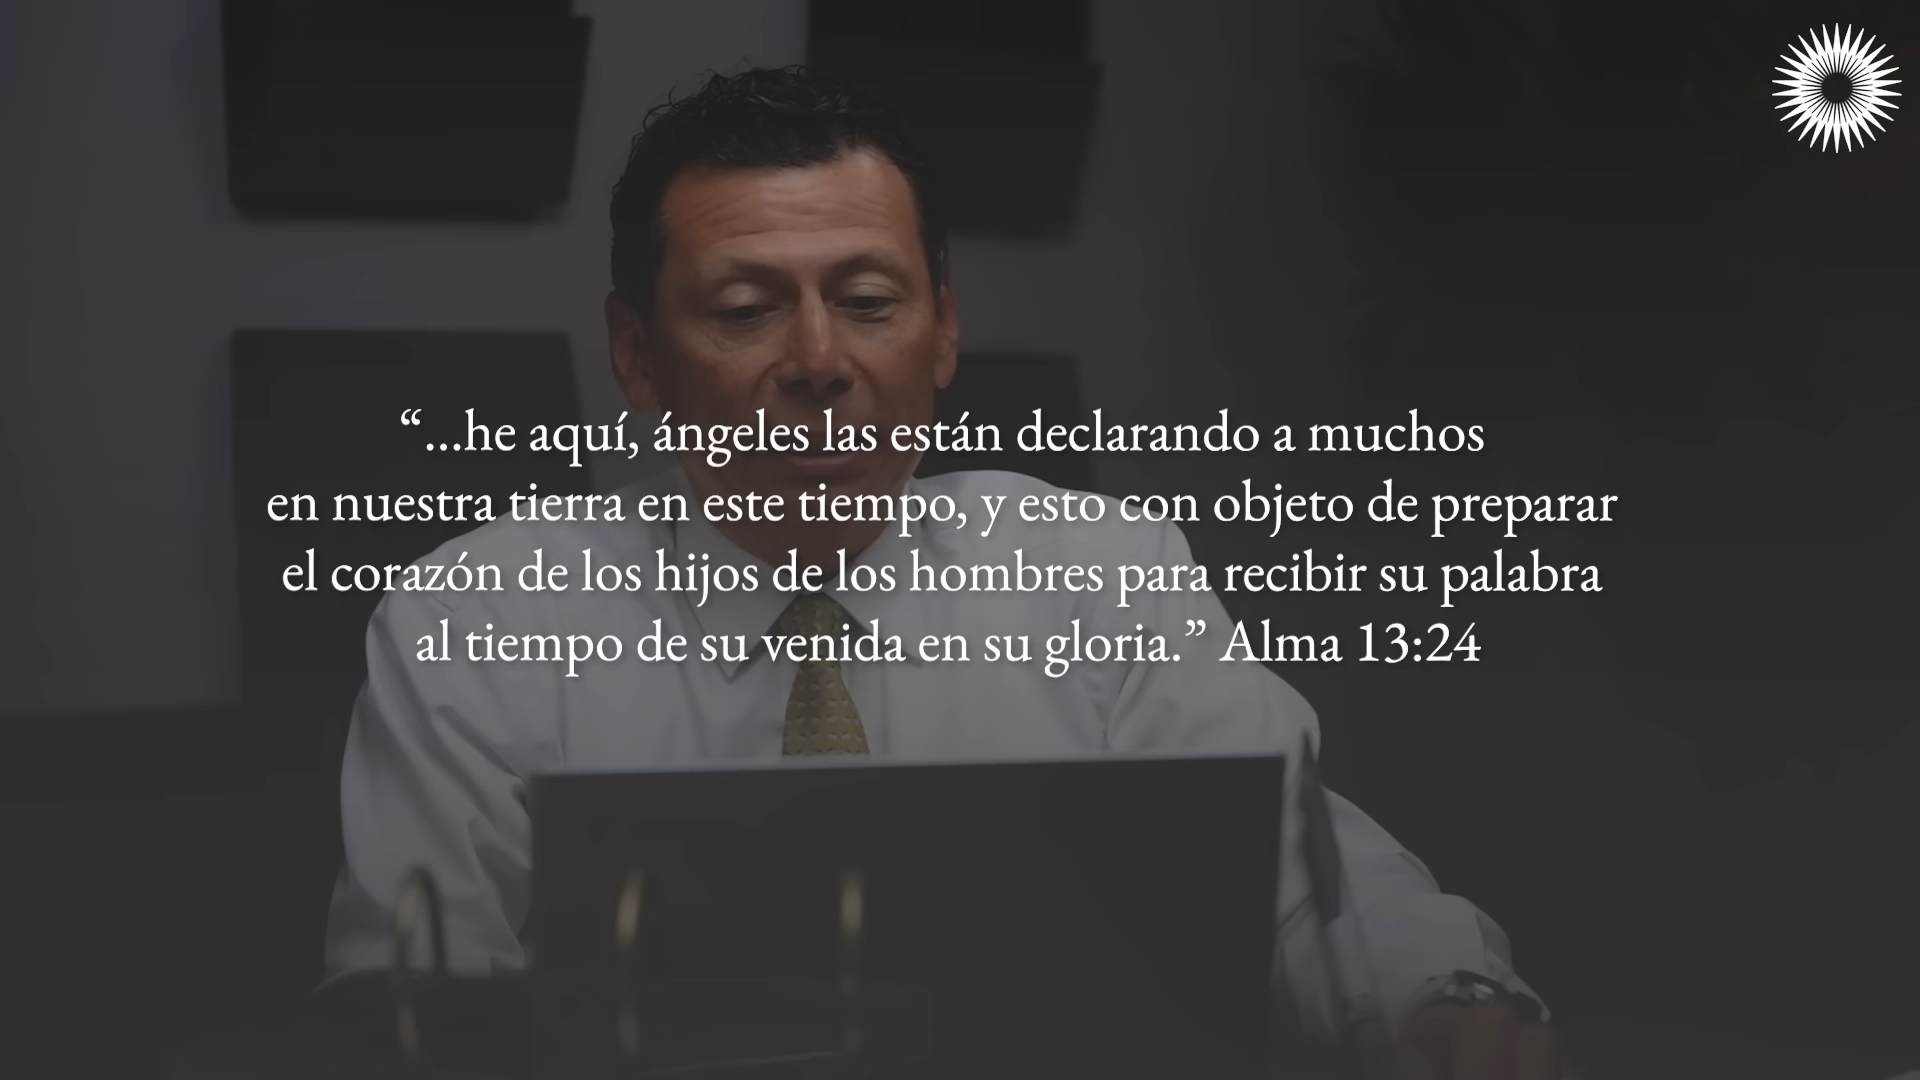 “...he aquí, ángeles las están declarando a muchos
en nuestra tierra en este tiempo, y esto con objeto de preparar
el corazón de los hijos de los hombres para recibir su palabra
al tiempo de su venida en su gloria.” Alma 13:24